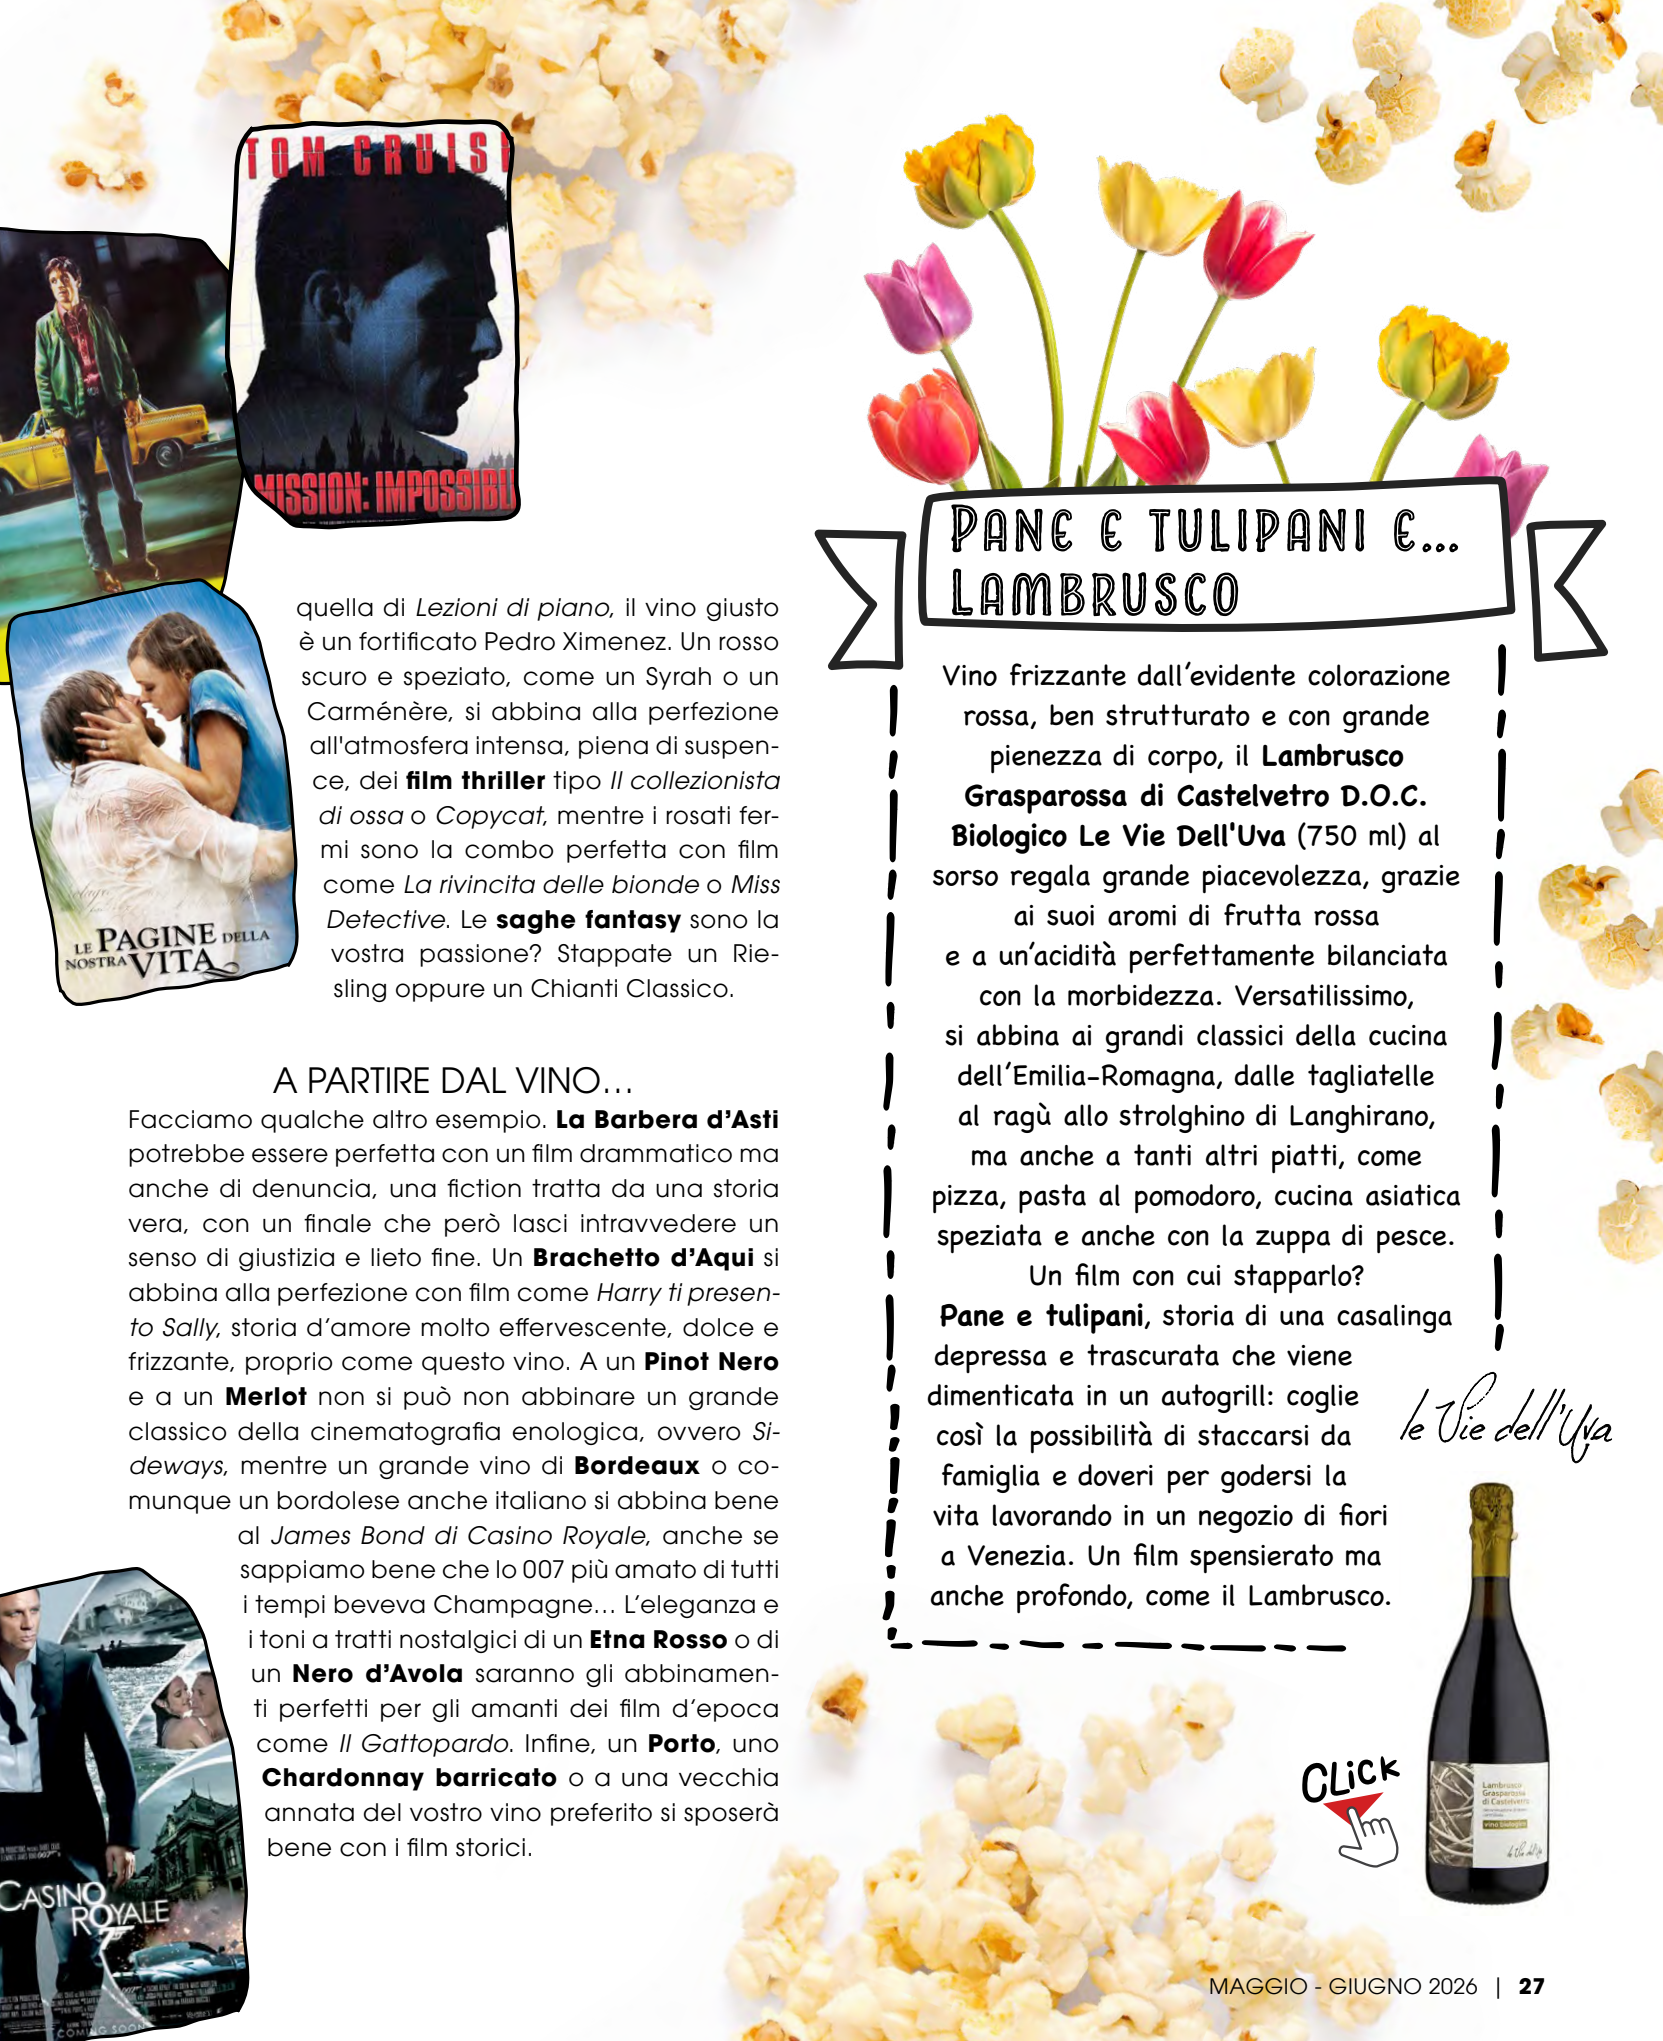 TOM CRUISE
MISSION: IMPOSSIBL
LE PAGINE DELLA
NOSTRA VITA
quella di Lezioni di piano, il vino giusto
è un fortificato Pedro Ximenez. Un rosso
scuro e speziato, come un Syrah o un
Carménère, si abbina alla perfezione
all'atmosfera intensa, piena di suspen-
ce, dei film thriller tipo Il collezionista
di ossa o Copycat, mentre i rosati fer-
mi sono la combo perfetta con film
come La rivincita delle bionde o Miss
Detective. Le saghe fantasy sono la
vostra passione? Stappate un Rie-
sling oppure un Chianti Classico.
A PARTIRE DAL VINO...
Facciamo qualche altro esempio. La Barbera d’Asti
potrebbe essere perfetta con un film drammatico ma
anche di denuncia, una fiction tratta da una storia
vera, con un finale che però lasci intravvedere un
senso di giustizia e lieto fine. Un Brachetto d’Aqui si
abbina alla perfezione con film come Harry ti presen-
to Sally, storia d’amore molto effervescente, dolce e
frizzante, proprio come questo vino. A un Pinot Nero
e a un Merlot non si può non abbinare un grande
classico della cinematografia enologica, ovvero Si-
deways, mentre un grande vino di Bordeaux o co-
munque un bordolese anche italiano si abbina bene
al James Bond di Casino Royale, anche se
sappiamo bene che lo 007 più amato di tutti
i tempi beveva Champagne... L’eleganza e
i toni a tratti nostalgici di un Etna Rosso o di
un Nero d’Avola saranno gli abbinamen-
ti perfetti per gli amanti dei film d’epoca
come Il Gattopardo. Infine, un Porto, uno
Chardonnay barricato o a una vecchia
annata del vostro vino preferito si sposerà
bene con i film storici.
CASINO
ROYALE
COMING SOON
PANE E TULIPANI E...
LAMBRUSCO
Vino frizzante dall’evidente colorazione
rossa, ben strutturato e con grande
pienezza di corpo, il Lambrusco
Grasparossa di Castelvetro D.O.C.
Biologico Le Vie Dell'Uva (750 ml) al
sorso regala grande piacevolezza, grazie
ai suoi aromi di frutta rossa
e a un’acidità perfettamente bilanciata
con la morbidezza. Versatilissimo,
si abbina ai grandi classici della cucina
dell’Emilia-Romagna, dalle tagliatelle
al ragù allo strolghino di Langhirano,
ma anche a tanti altri piatti, come
pizza, pasta al pomodoro, cucina asiatica
speziata e anche con la zuppa di pesce.
Un film con cui stapparlo?
Pane e tulipani, storia di una casalinga
depressa e trascurata che viene
dimenticata in un autogrill: coglie
così la possibilità di staccarsi da
famiglia e doveri per godersi la
vita lavorando in un negozio di fiori
a Venezia. Un film spensierato ma
anche profondo, come il Lambrusco.
le Vie dell'Uva
CLiCK
Lambrusco
Grasparossa
di Castelvetro
vino biologico
le Vie dell'Uva
MAGGIO - GIUGNO 2026 | 27